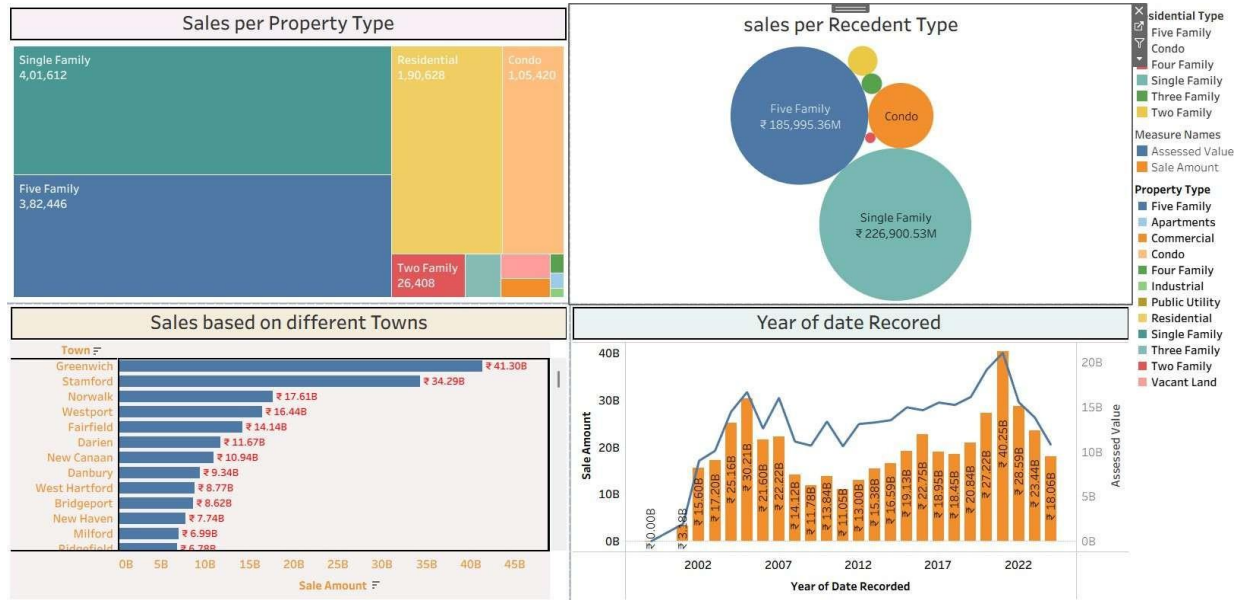 Sales per Property Type
Single Family
4,01,612
Residential
1,90,628
Condo
1,05,420
Five Family
3,82,446
Two Family
26,408
sales per Recedent Type
Five Family
₹ 185,995.36M
Condo
Single Family
₹ 226,900.53M
sidential Type
Five Family
Condo
Four Family
Single Family
Three Family
Two Family
Measure Names
Assessed Value
Sale Amount
Property Type
Five Family
Apartments
Commercial
Condo
Four Family
Industrial
Public Utility
Residential
Single Family
Three Family
Two Family
Vacant Land
Sales based on different Towns
Town
Greenwich ₹ 41.30B
Stamford ₹ 34.29B
Norwalk ₹ 17.61B
Westport ₹ 16.44B
Fairfield ₹ 14.14B
Darien ₹ 11.67B
New Canaan ₹ 10.94B
Danbury ₹ 9.34B
West Hartford ₹ 8.77B
Bridgeport ₹ 8.62B
New Haven ₹ 7.74B
Milford ₹ 6.99B
Ridgefield ₹ 6.78B
0B 5B 10B 15B 20B 25B 30B 35B 40B 45B
Sale Amount
Year of date Recored
Sale Amount
40B
30B
20B
10B
0B
₹ 0.00B
₹ 15.60B
₹ 17.20B
₹ 25.16B
₹ 30.21B
₹ 21.60B
₹ 22.22B
₹ 14.12B
₹ 11.78B
₹ 13.84B
₹ 11.05B
₹ 13.00B
₹ 15.38B
₹ 16.59B
₹ 19.13B
₹ 22.75B
₹ 18.95B
₹ 18.45B
₹ 20.84B
₹ 27.22B
₹ 40.25B
₹ 28.59B
₹ 23.44B
₹ 18.06B
20B
15B
10B
5B
0B
Assessed Value
2002 2007 2012 2017 2022
Year of Date Recorded